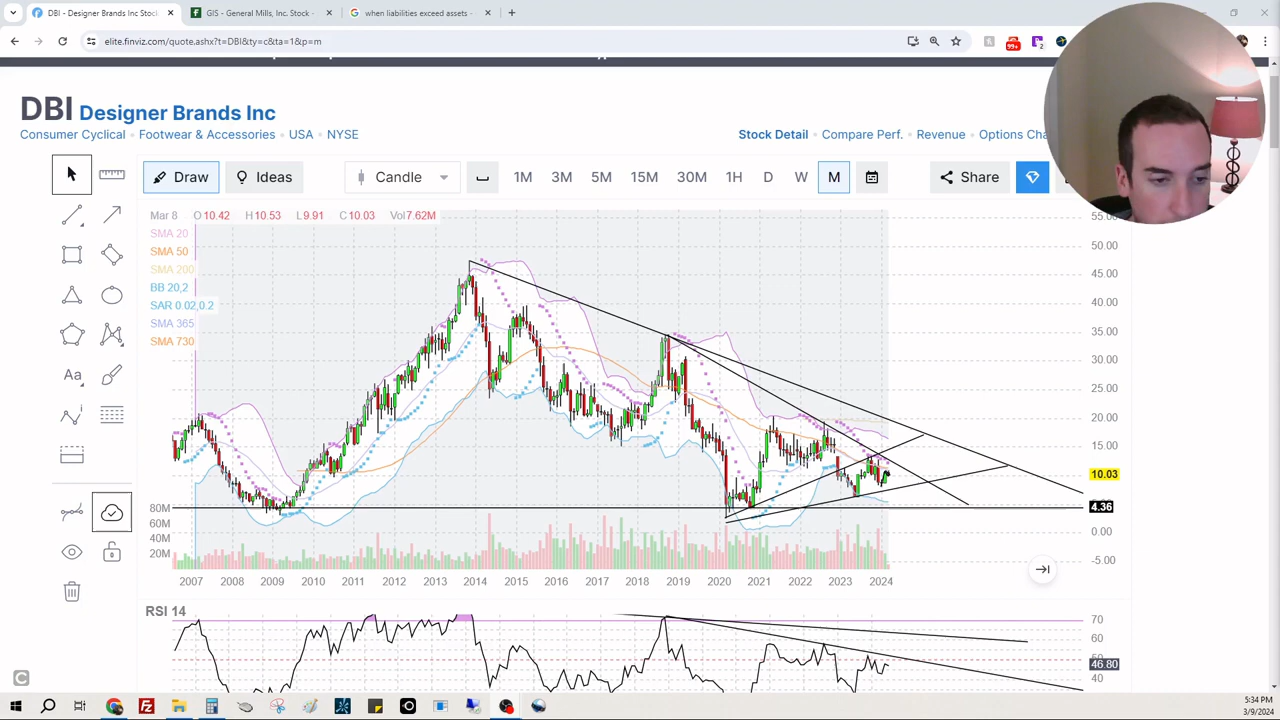 DBI - Designer Brands Inc Stoc
GIS - General Mills, Inc. Stock -
when liabilities exceed assets -
elite.finviz.com/quote.ashx?t=DBI&ty=c&ta=1&p=m
99+
2
DBI Designer Brands Inc
Consumer Cyclical • Footwear & Accessories • USA • NYSE
Stock Detail • Compare Perf. • Revenue • Options Cha
Draw
Ideas
Candle
1M 3M 5M 15M 30M 1H D W M
Share
Mar 8 O 10.42 H 10.53 L 9.91 C 10.03 Vol 7.62M
SMA 20
SMA 50
SMA 200
BB 20,2
SAR 0.02,0.2
SMA 365
SMA 730
Aa
55.00
50.00
45.00
40.00
35.00
30.00
25.00
20.00
15.00
10.03
4.36
0.00
-5.00
80M
60M
40M
20M
2007 2008 2009 2010 2011 2012 2013 2014 2015 2016 2017 2018 2019 2020 2021 2022 2023 2024
RSI 14
70
60
46.80
40
5:34 PM
3/9/2024